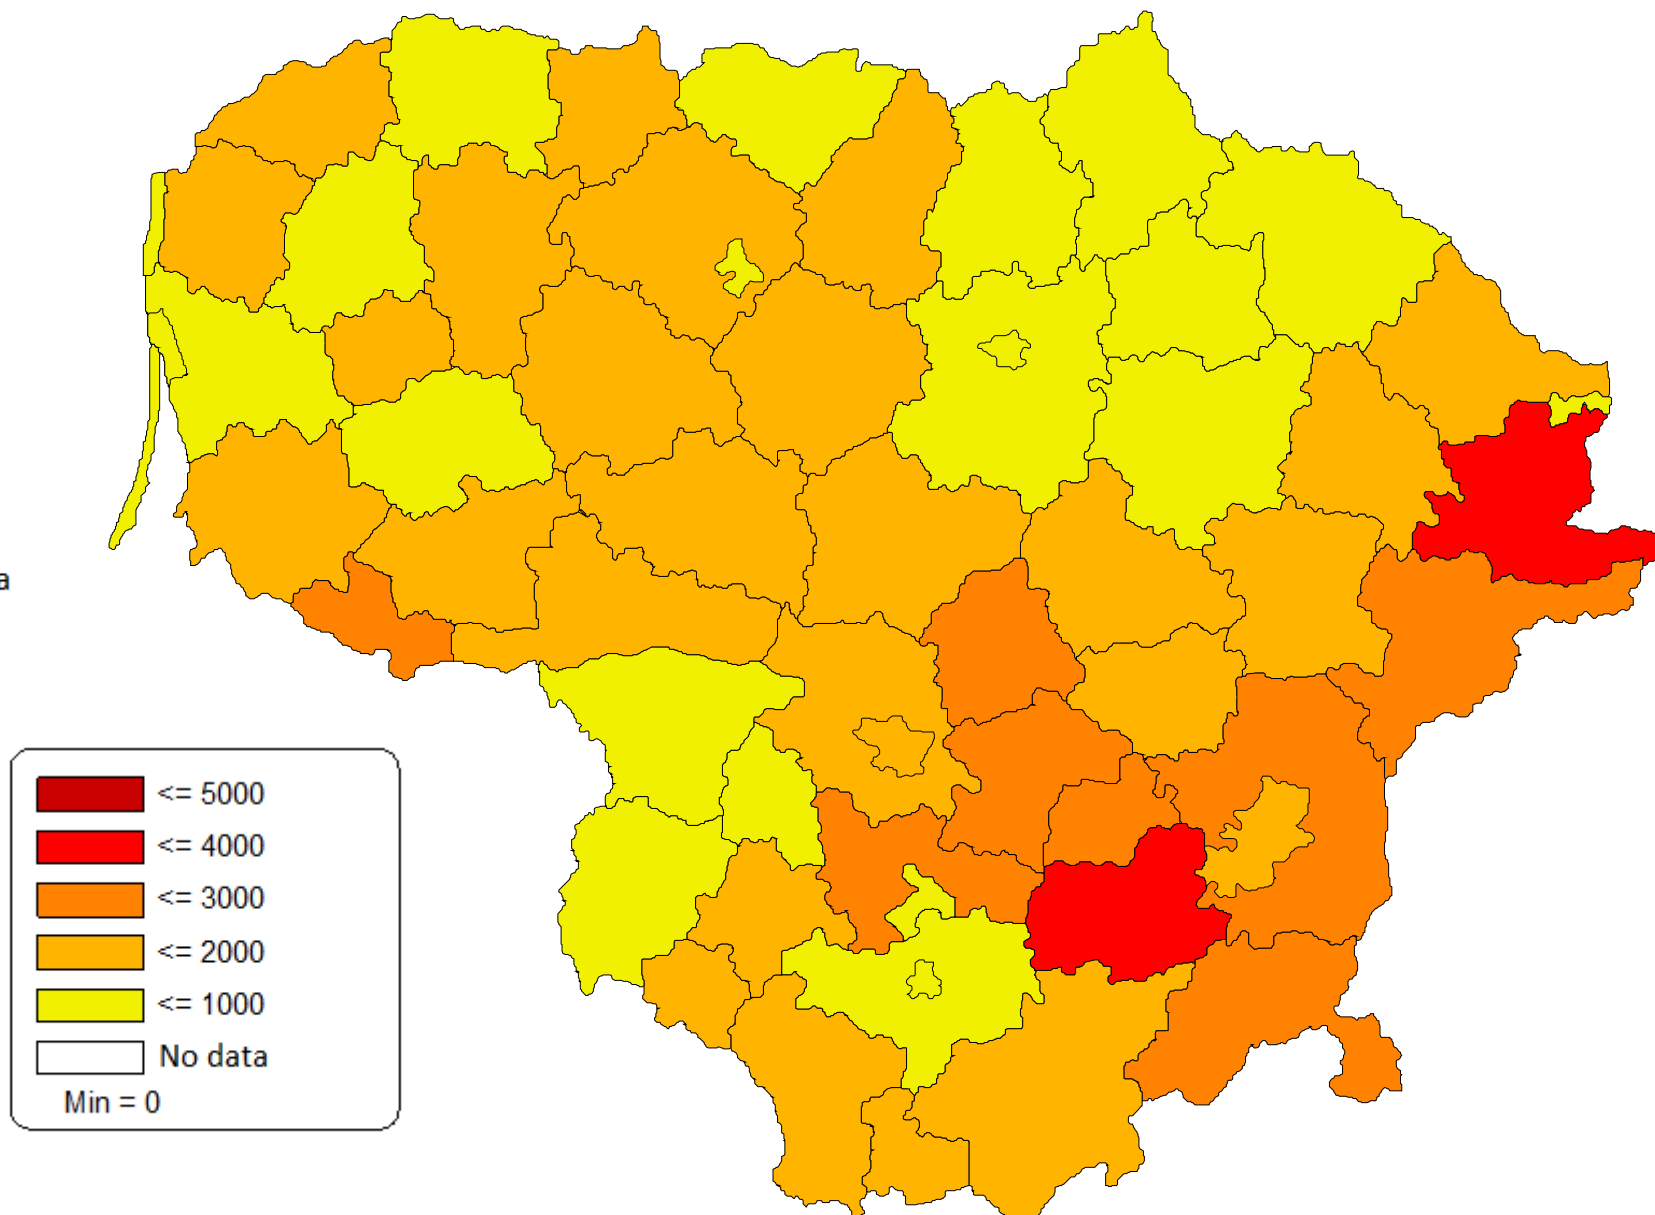 a
<= 5000
<= 4000
<= 3000
<= 2000
<= 1000
No data
Min = 0